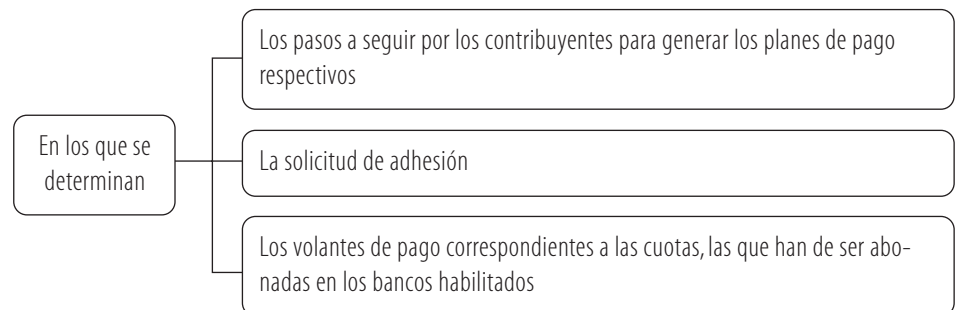 En los que se
determinan
Los pasos a seguir por los contribuyentes para generar los planes de pago
respectivos
La solicitud de adhesión
Los volantes de pago correspondientes a las cuotas, las que han de ser abo-
nadas en los bancos habilitados